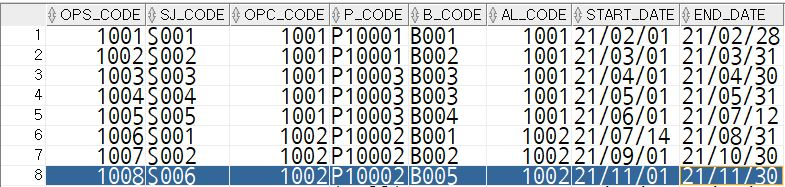 OPS_CODE SJ_CODE OPC_CODE P_CODE B_CODE AL_CODE START_DATE END_DATE
1 1001 S001 1001 P10001 B001 1001 21/02/01 21/02/28
2 1002 S002 1001 P10001 B002 1001 21/03/01 21/03/31
3 1003 S003 1001 P10003 B003 1001 21/04/01 21/04/30
4 1004 S004 1001 P10003 B003 1001 21/05/01 21/05/31
5 1005 S005 1001 P10003 B004 1001 21/06/01 21/07/12
6 1006 S001 1002 P10002 B001 1002 21/07/14 21/08/31
7 1007 S002 1002 P10002 B002 1002 21/09/01 21/10/30
8 1008 S006 1002 P10002 B005 1002 21/11/01 21/11/30